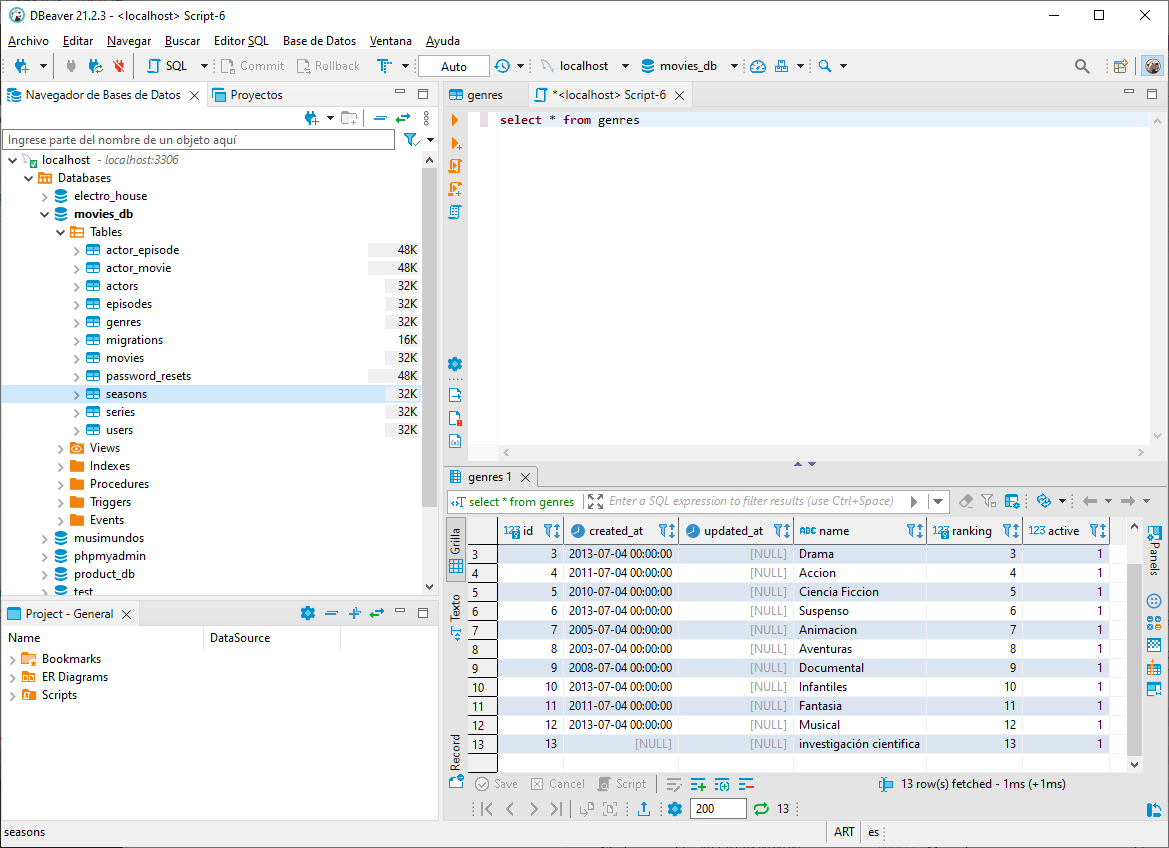 DBeaver 21.2.3 - <localhost> Script-6
Archivo Editar Navegar Buscar Editor SQL Base de Datos Ventana Ayuda
SQL Commit Rollback Auto localhost movies_db
Navegador de Bases de Datos Proyectos
Ingrese parte del nombre de un objeto aquí
localhost - localhost:3306
Databases
electro_house
movies_db
Tables
actor_episode 48K
actor_movie 48K
actors 32K
episodes 32K
genres 32K
migrations 16K
movies 32K
password_resets 48K
seasons 32K
series 32K
users 32K
Views
Indexes
Procedures
Triggers
Events
musimundos
phpmyadmin
product_db
test
Project - General
Name DataSource
Bookmarks
ER Diagrams
Scripts
genres *<localhost> Script-6
select * from genres
genres 1
select * from genres Enter a SQL expression to filter results (use Ctrl+Space)
Grilla
Texto
Record
123 id created_at updated_at ABC name 123 ranking 123 active
3 3 2013-07-04 00:00:00 [NULL] Drama 3 1
4 4 2011-07-04 00:00:00 [NULL] Accion 4 1
5 5 2010-07-04 00:00:00 [NULL] Ciencia Ficcion 5 1
6 6 2013-07-04 00:00:00 [NULL] Suspenso 6 1
7 7 2005-07-04 00:00:00 [NULL] Animacion 7 1
8 8 2003-07-04 00:00:00 [NULL] Aventuras 8 1
9 9 2008-07-04 00:00:00 [NULL] Documental 9 1
10 10 2013-07-04 00:00:00 [NULL] Infantiles 10 1
11 11 2011-07-04 00:00:00 [NULL] Fantasia 11 1
12 12 2013-07-04 00:00:00 [NULL] Musical 12 1
13 13 [NULL] [NULL] investigación cientifica 13 1
Panels
Save Cancel Script 13 row(s) fetched - 1ms (+1ms)
200 13
seasons ART es